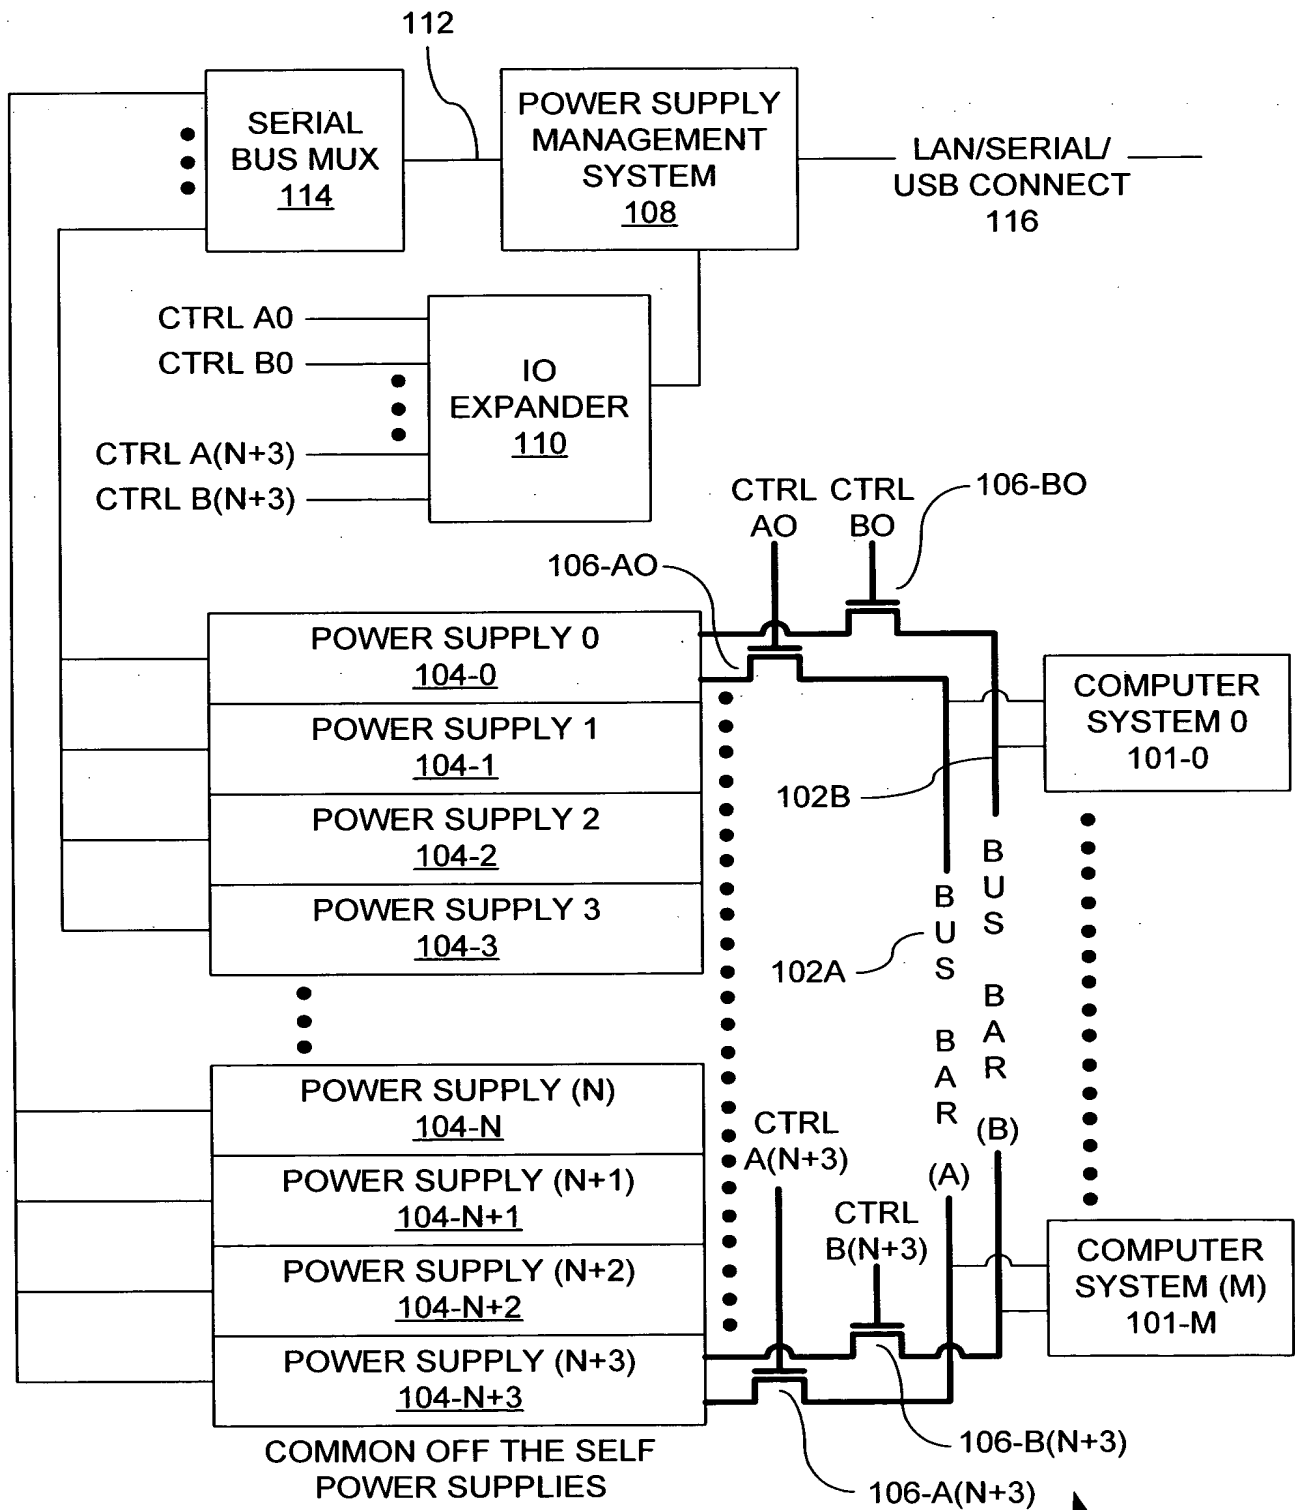 112
SERIAL
BUS MUX
114
POWER SUPPLY
MANAGEMENT
SYSTEM
108
LAN/SERIAL/
USB CONNECT
116
CTRL A0
CTRL B0
CTRL A(N+3)
CTRL B(N+3)
IO
EXPANDER
110
CTRL
AO
CTRL
BO
106-BO
106-AO
POWER SUPPLY 0
104-0
POWER SUPPLY 1
104-1
POWER SUPPLY 2
104-2
POWER SUPPLY 3
104-3
COMPUTER
SYSTEM 0
101-0
102B
102A
BUS BAR (A)
BUS BAR (B)
POWER SUPPLY (N)
104-N
POWER SUPPLY (N+1)
104-N+1
POWER SUPPLY (N+2)
104-N+2
POWER SUPPLY (N+3)
104-N+3
CTRL
A(N+3)
CTRL
B(N+3)
COMPUTER
SYSTEM (M)
101-M
106-B(N+3)
106-A(N+3)
COMMON OFF THE SELF
POWER SUPPLIES